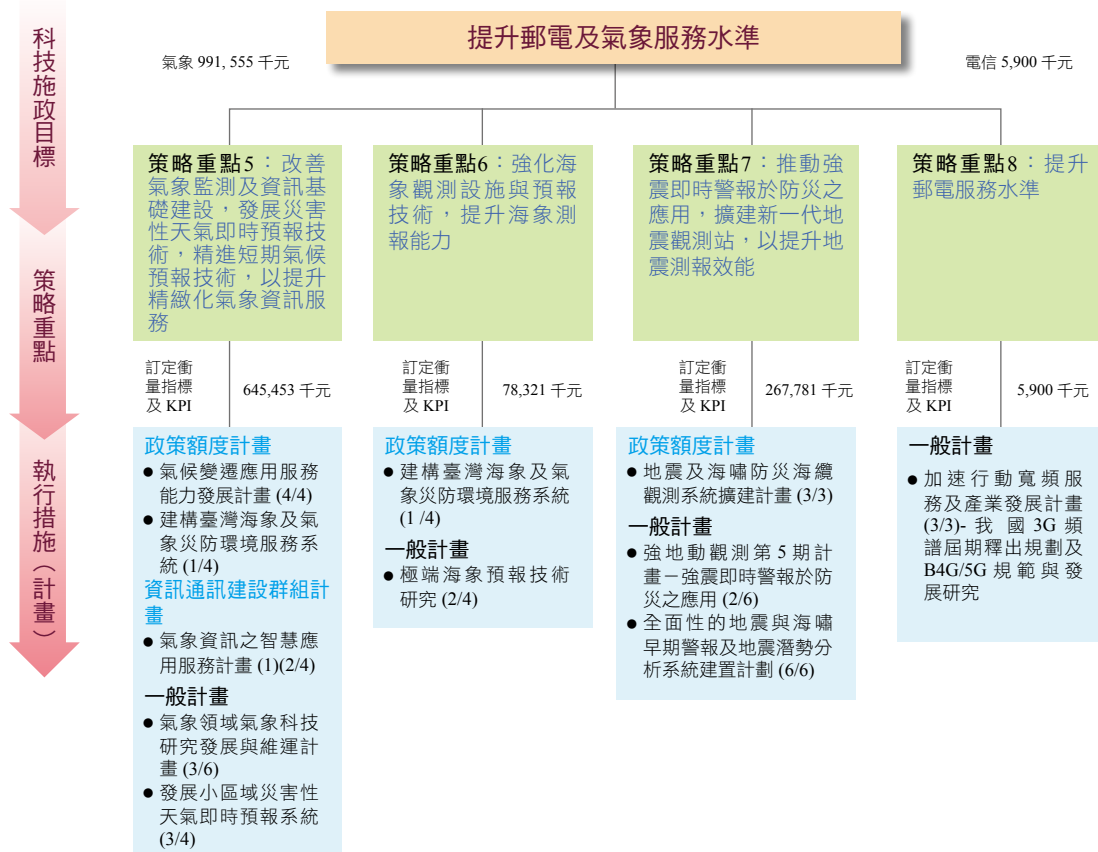 科技施政目標
策略重點
執行措施（計畫）
提升郵電及氣象服務水準
氣象 991, 555 千元
電信 5,900 千元
策略重點5：改善
氣象監測及資訊基
礎建設，發展災害
性天氣即時預報技
術，精進短期氣候
預報技術，以提升
精緻化氣象資訊服
務
訂定衡
量指標
及 KPI
645,453 千元
政策額度計畫
● 氣候變遷應用服務
能力發展計畫 (4/4)
● 建構臺灣海象及氣
象災防環境服務系
統 (1/4)
資訊通訊建設群組計
畫
● 氣象資訊之智慧應
用服務計畫 (1)(2/4)
一般計畫
● 氣象領域氣象科技
研究發展與維運計
畫 (3/6)
● 發展小區域災害性
天氣即時預報系統
(3/4)
策略重點6：強化海
象觀測設施與預報
技術，提升海象測
報能力
訂定衡
量指標
及 KPI
78,321 千元
政策額度計畫
● 建構臺灣海象及氣
象災防環境服務系統
(1 /4)
一般計畫
● 極端海象預報技術
研究 (2/4)
策略重點7：推動強
震即時警報於防災之
應用，擴建新一代地
震觀測站，以提升地
震測報效能
訂定衡
量指標
及 KPI
267,781 千元
政策額度計畫
● 地震及海嘯防災海纜
觀測系統擴建計畫 (3/3)
一般計畫
● 強地動觀測第 5 期計
畫－強震即時警報於防
災之應用 (2/6)
● 全面性的地震與海嘯
早期警報及地震潛勢分
析系統建置計劃 (6/6)
策略重點8：提升
郵電服務水準
訂定衡
量指標
及 KPI
5,900 千元
一般計畫
● 加速行動寬頻服
務及產業發展計畫
(3/3)- 我 國 3G 頻
譜屆期釋出規劃及
B4G/5G 規範與發
展研究